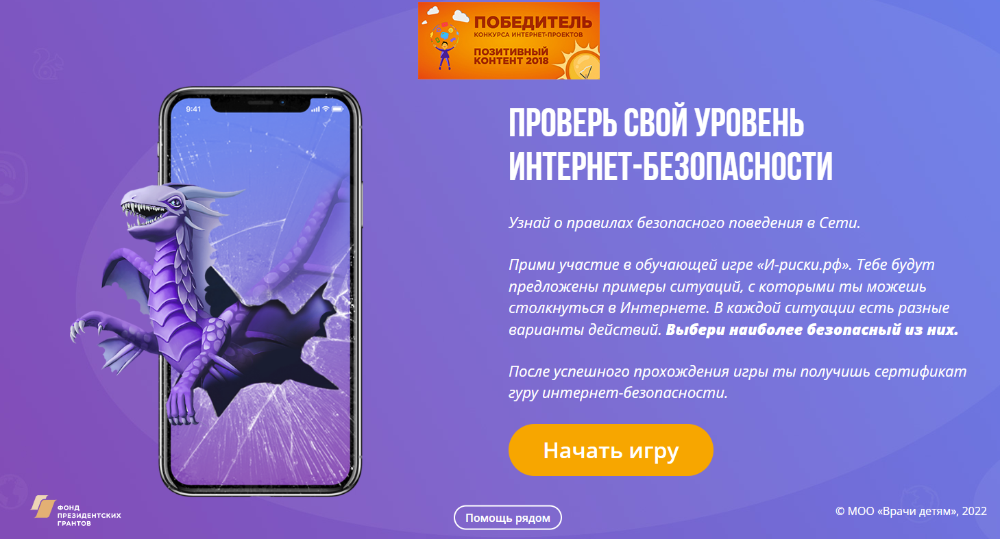 ПОБЕДИТЕЛЬ
КОНКУРСА ИНТЕРНЕТ-ПРОЕКТОВ
ПОЗИТИВНЫЙ
КОНТЕНТ 2018
9:41
ПРОВЕРЬ СВОЙ УРОВЕНЬ
ИНТЕРНЕТ-БЕЗОПАСНОСТИ
Узнай о правилах безопасного поведения в Сети.
Прими участие в обучающей игре «И-риски.рф». Тебе будут
предложены примеры ситуаций, с которыми ты можешь
столкнуться в Интернете. В каждой ситуации есть разные
варианты действий. Выбери наиболее безопасный из них.
После успешного прохождения игры ты получишь сертификат
гуру интернет-безопасности.
Начать игру
ФОНД
ПРЕЗИДЕНТСКИХ
ГРАНТОВ
Помощь рядом
© МОО «Врачи детям», 2022